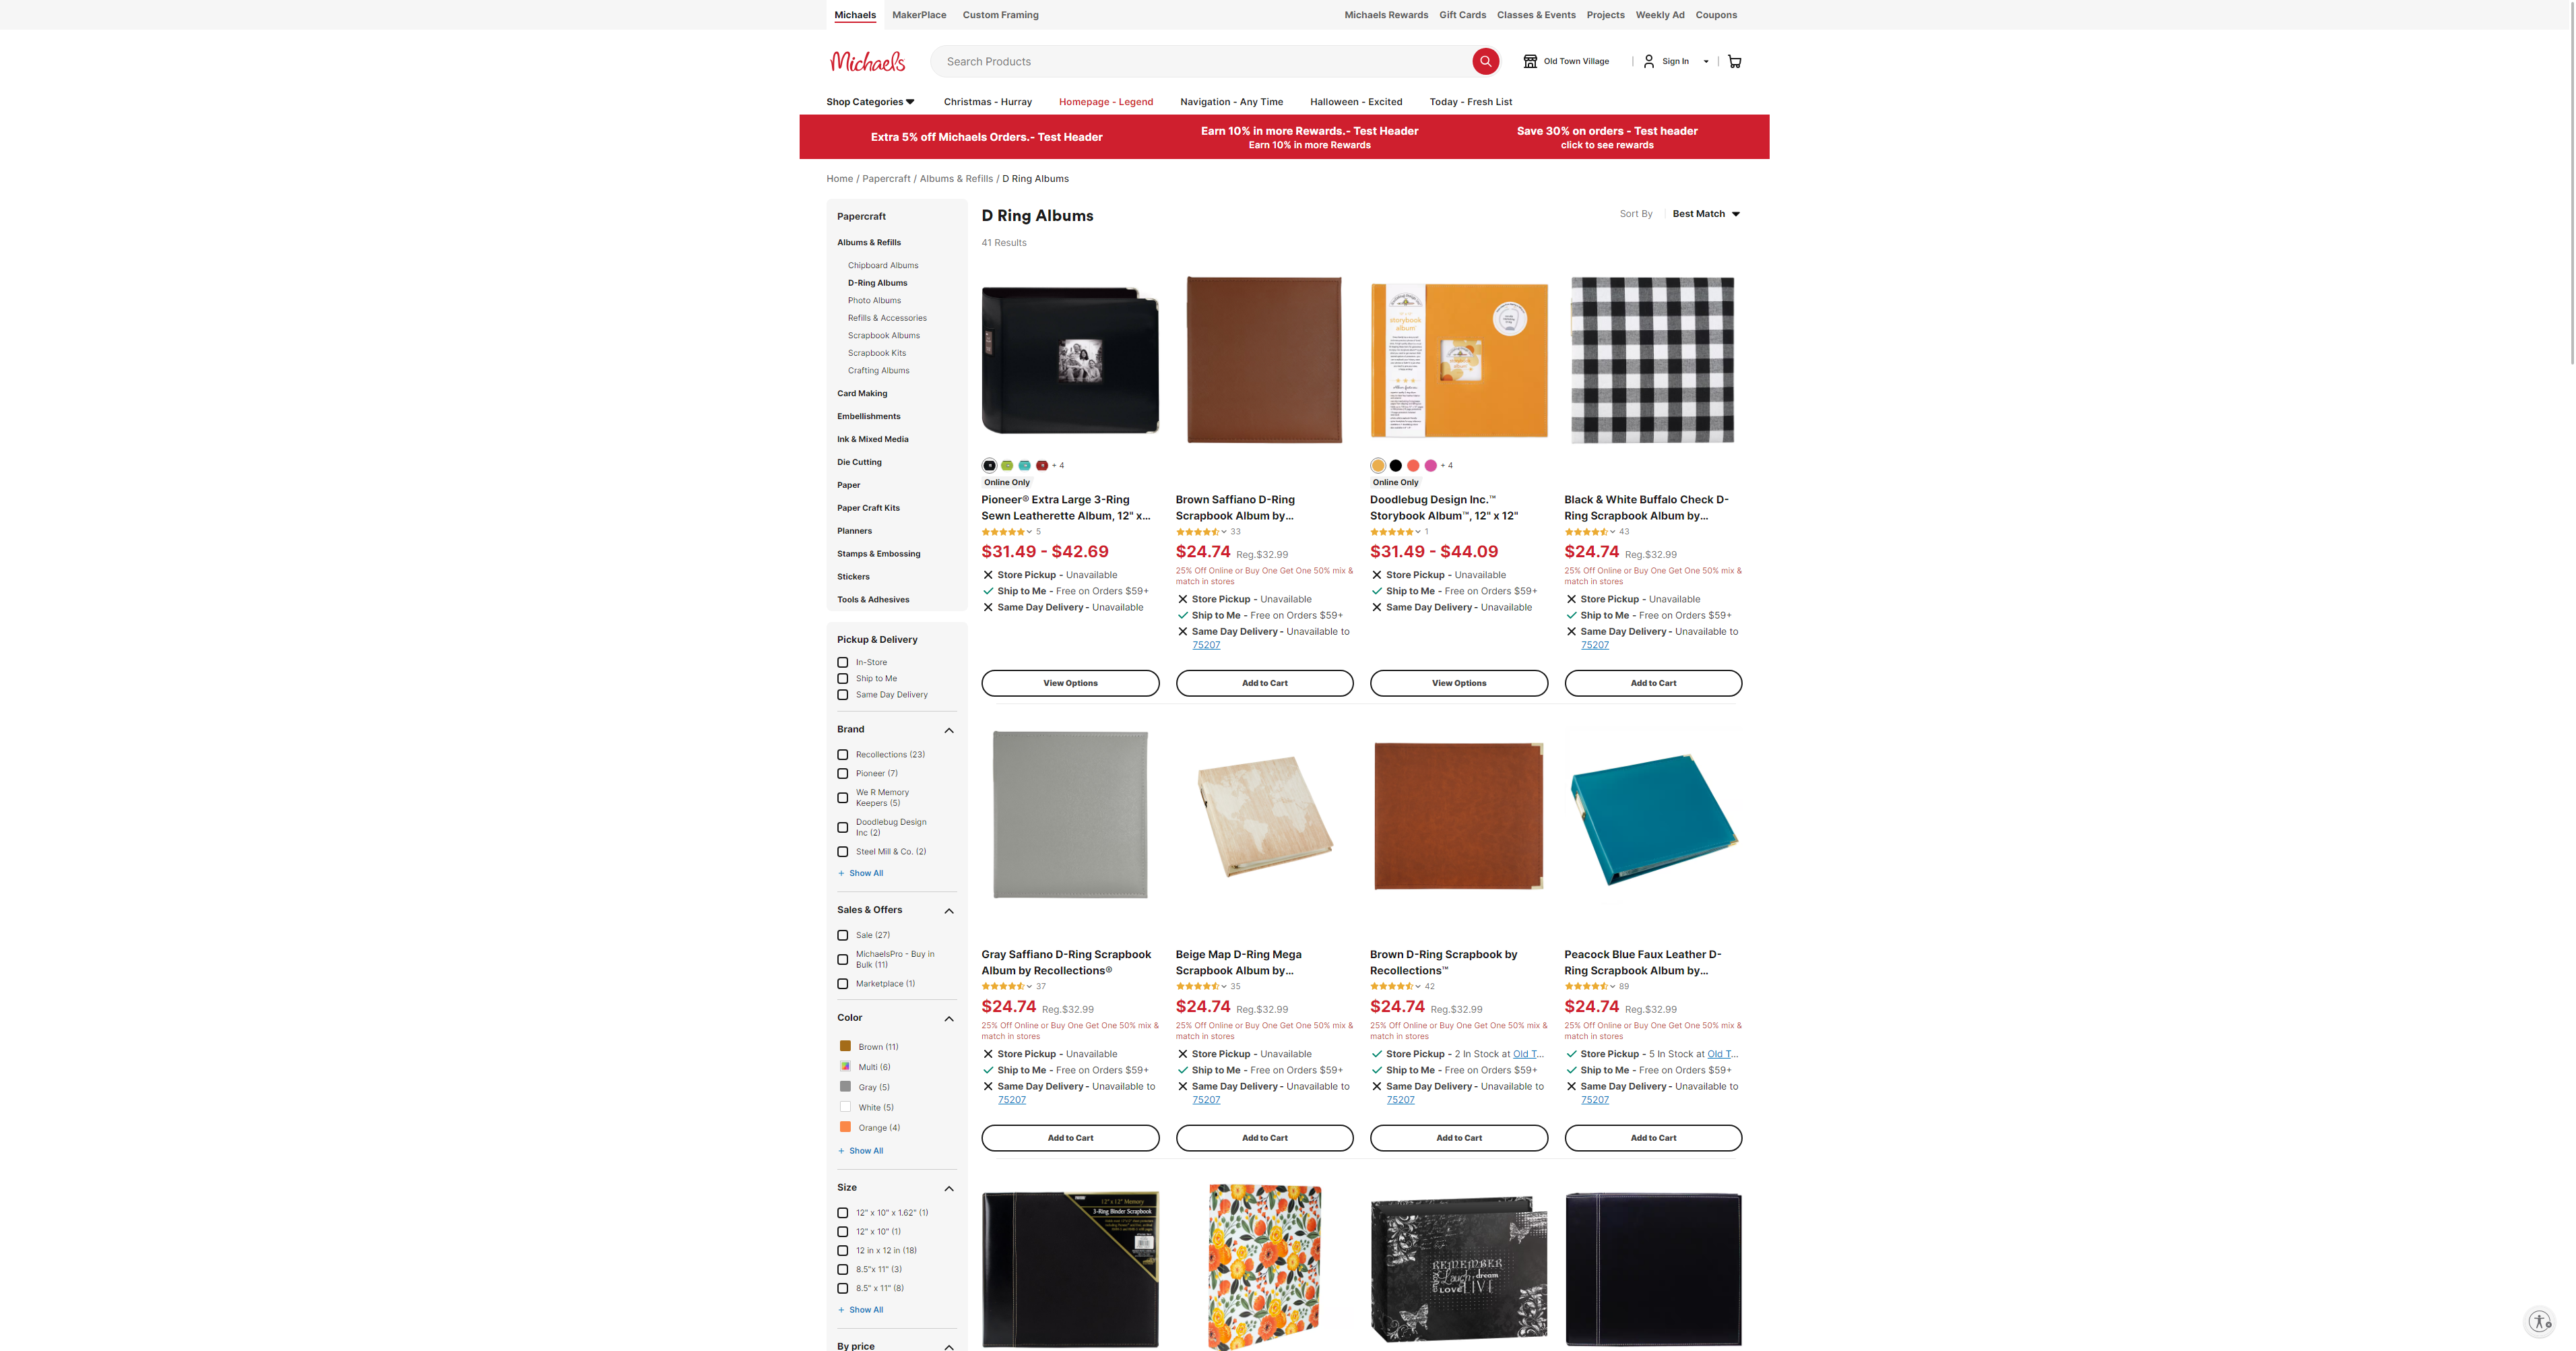 Michaels
MakerPlace
Custom Framing
Michaels Rewards
Gift Cards
Classes & Events
Projects
Weekly Ad
Coupons
Michaels
Search Products
Old Town Village
Sign In
Shop Categories
Christmas - Hurray
Homepage - Legend
Navigation - Any Time
Halloween - Excited
Today - Fresh List
Extra 5% off Michaels Orders.- Test Header
Earn 10% in more Rewards.- Test Header
Earn 10% in more Rewards
Save 30% on orders - Test header
click to see rewards
Home / Papercraft / Albums & Refills / D Ring Albums
Papercraft
Albums & Refills
Chipboard Albums
D-Ring Albums
Photo Albums
Refills & Accessories
Scrapbook Albums
Scrapbook Kits
Crafting Albums
Card Making
Embellishments
Ink & Mixed Media
Die Cutting
Paper
Paper Craft Kits
Planners
Stamps & Embossing
Stickers
Tools & Adhesives
Pickup & Delivery
In-Store
Ship to Me
Same Day Delivery
Brand
Recollections (23)
Pioneer (7)
We R Memory
Keepers (5)
Doodlebug Design
Inc (2)
Steel Mill & Co. (2)
+ Show All
Sales & Offers
Sale (27)
MichaelsPro - Buy in
Bulk (11)
Marketplace (1)
Color
Brown (11)
Multi (6)
Gray (5)
White (5)
Orange (4)
+ Show All
Size
12" x 10" x 1.62" (1)
12" x 10" (1)
12 in x 12 in (18)
8.5"x 11" (3)
8.5" x 11" (8)
+ Show All
By price
D Ring Albums
Sort By
Best Match
41 Results
+ 4
Online Only
Pioneer® Extra Large 3-Ring
Sewn Leatherette Album, 12" x...
5
$31.49 - $42.69
Store Pickup - Unavailable
Ship to Me - Free on Orders $59+
Same Day Delivery - Unavailable
View Options
Brown Saffiano D-Ring
Scrapbook Album by...
33
$24.74 Reg.$32.99
25% Off Online or Buy One Get One 50% mix &
match in stores
Store Pickup - Unavailable
Ship to Me - Free on Orders $59+
Same Day Delivery - Unavailable to
75207
Add to Cart
storybook
album
+ 4
Online Only
Doodlebug Design Inc.™
Storybook Album™, 12" x 12"
1
$31.49 - $44.09
Store Pickup - Unavailable
Ship to Me - Free on Orders $59+
Same Day Delivery - Unavailable
View Options
Black & White Buffalo Check D-
Ring Scrapbook Album by...
43
$24.74 Reg.$32.99
25% Off Online or Buy One Get One 50% mix &
match in stores
Store Pickup - Unavailable
Ship to Me - Free on Orders $59+
Same Day Delivery - Unavailable to
75207
Add to Cart
Gray Saffiano D-Ring Scrapbook
Album by Recollections®
37
$24.74 Reg.$32.99
25% Off Online or Buy One Get One 50% mix &
match in stores
Store Pickup - Unavailable
Ship to Me - Free on Orders $59+
Same Day Delivery - Unavailable to
75207
Add to Cart
Beige Map D-Ring Mega
Scrapbook Album by...
35
$24.74 Reg.$32.99
25% Off Online or Buy One Get One 50% mix &
match in stores
Store Pickup - Unavailable
Ship to Me - Free on Orders $59+
Same Day Delivery - Unavailable to
75207
Add to Cart
Brown D-Ring Scrapbook by
Recollections™
42
$24.74 Reg.$32.99
25% Off Online or Buy One Get One 50% mix &
match in stores
Store Pickup - 2 In Stock at Old T...
Ship to Me - Free on Orders $59+
Same Day Delivery - Unavailable to
75207
Add to Cart
Peacock Blue Faux Leather D-
Ring Scrapbook Album by...
89
$24.74 Reg.$32.99
25% Off Online or Buy One Get One 50% mix &
match in stores
Store Pickup - 5 In Stock at Old T...
Ship to Me - Free on Orders $59+
Same Day Delivery - Unavailable to
75207
Add to Cart
12"x 12" Memory
3-Ring Binder Scrapbook
REMEMBER
Laugh dream
LOVE LIVE